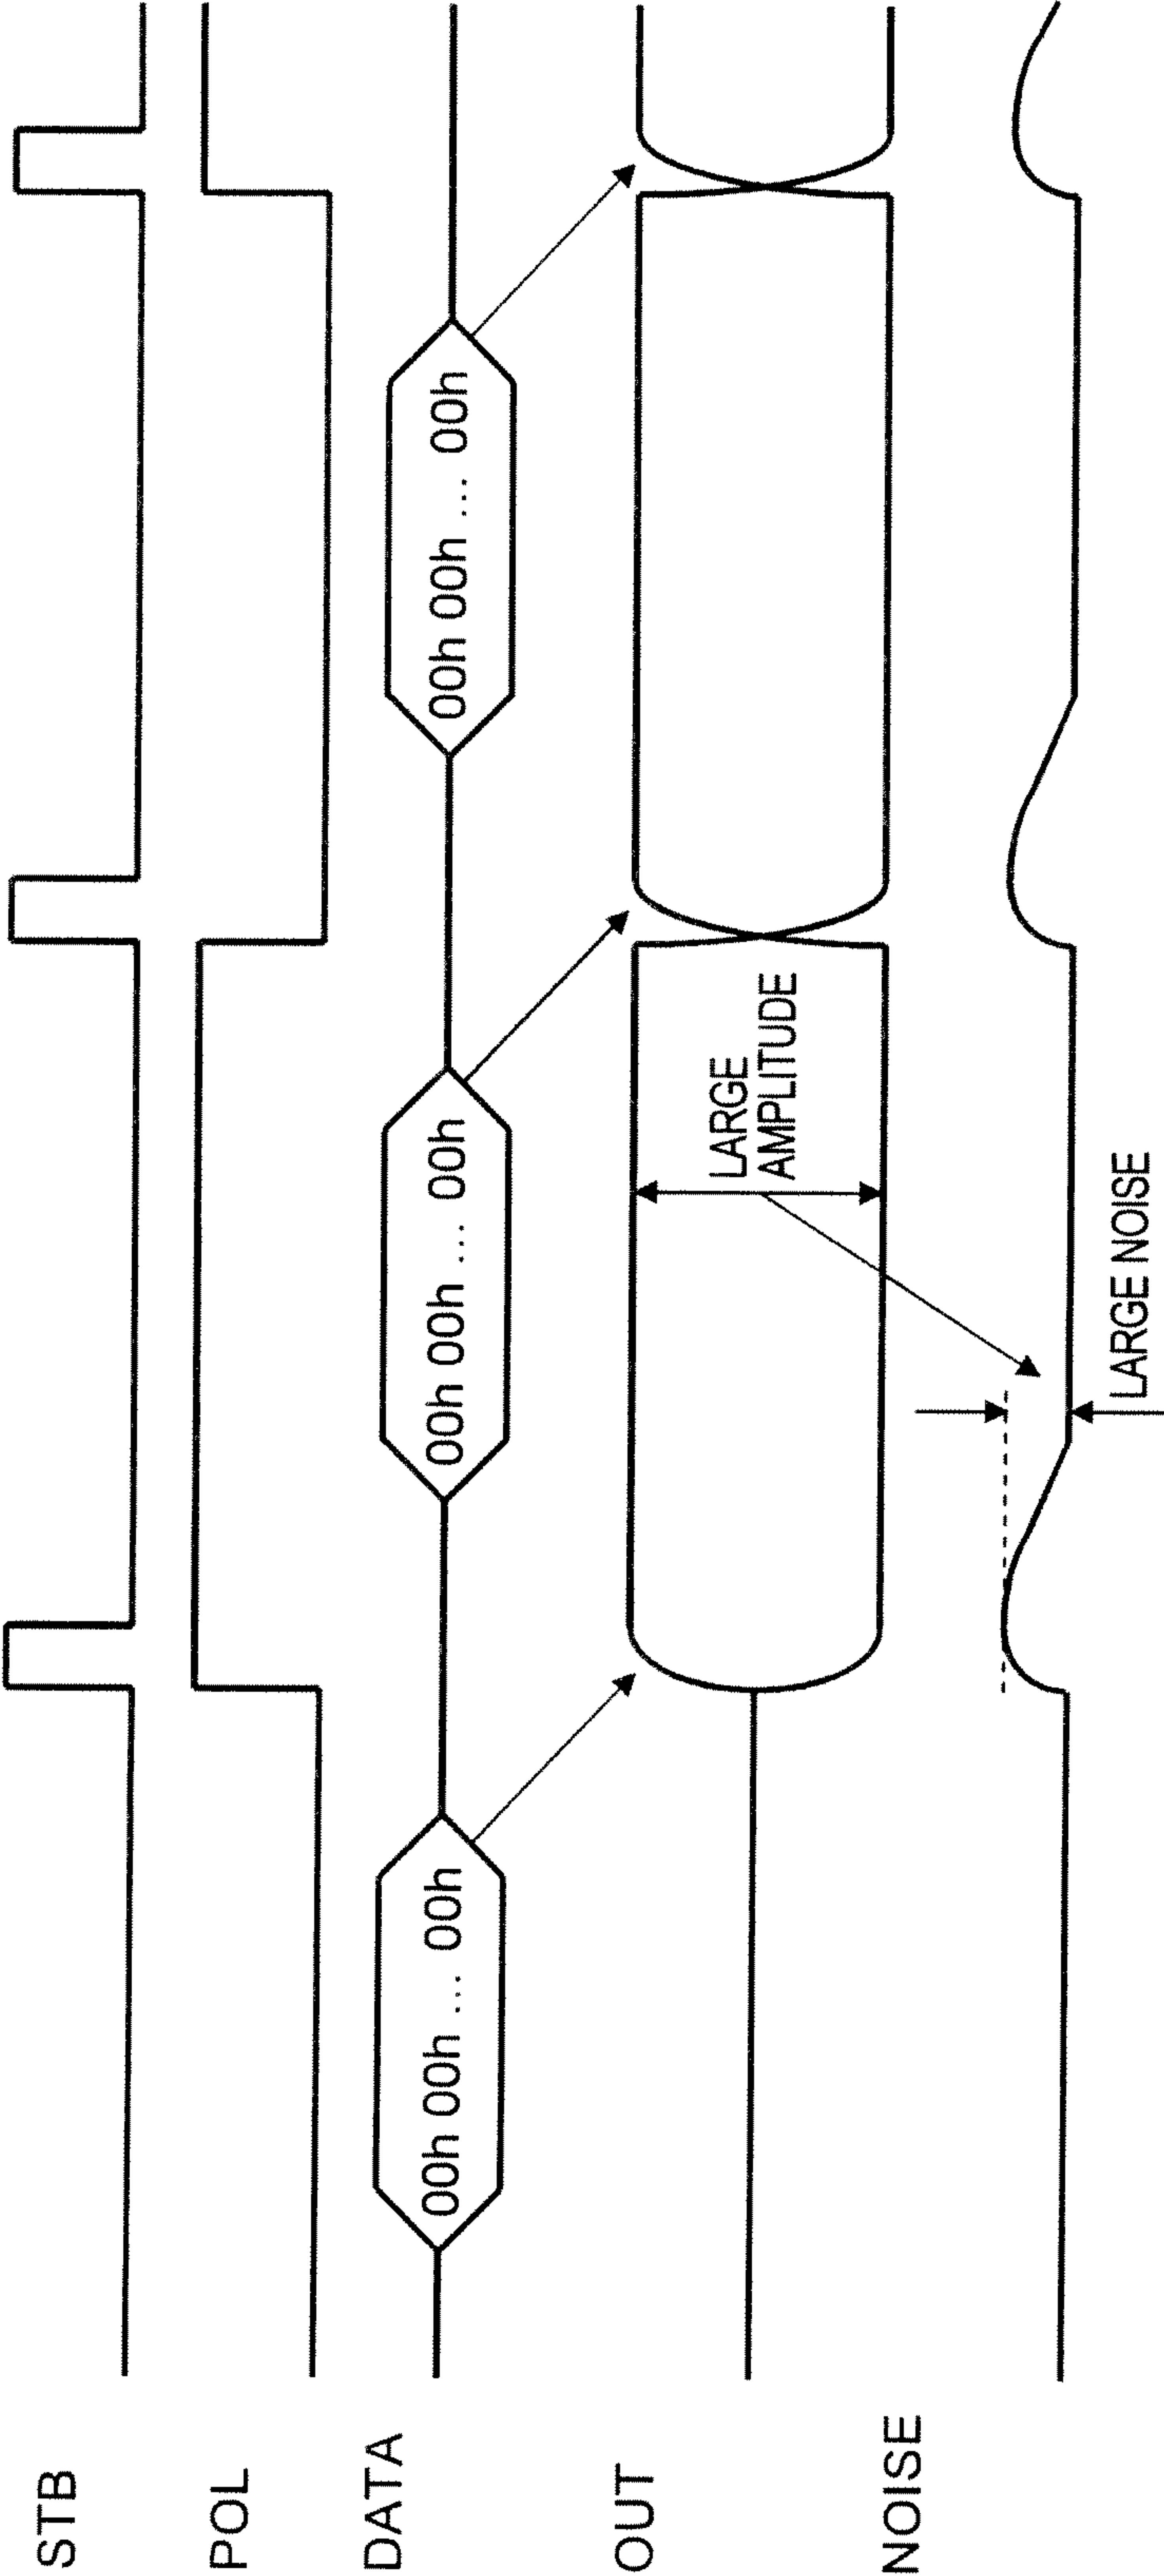 STB
POL
DATA
00h 00h ... 00h
00h 00h ... 00h
00h 00h ... 00h
OUT
LARGE
AMPLITUDE
NOISE
LARGE NOISE